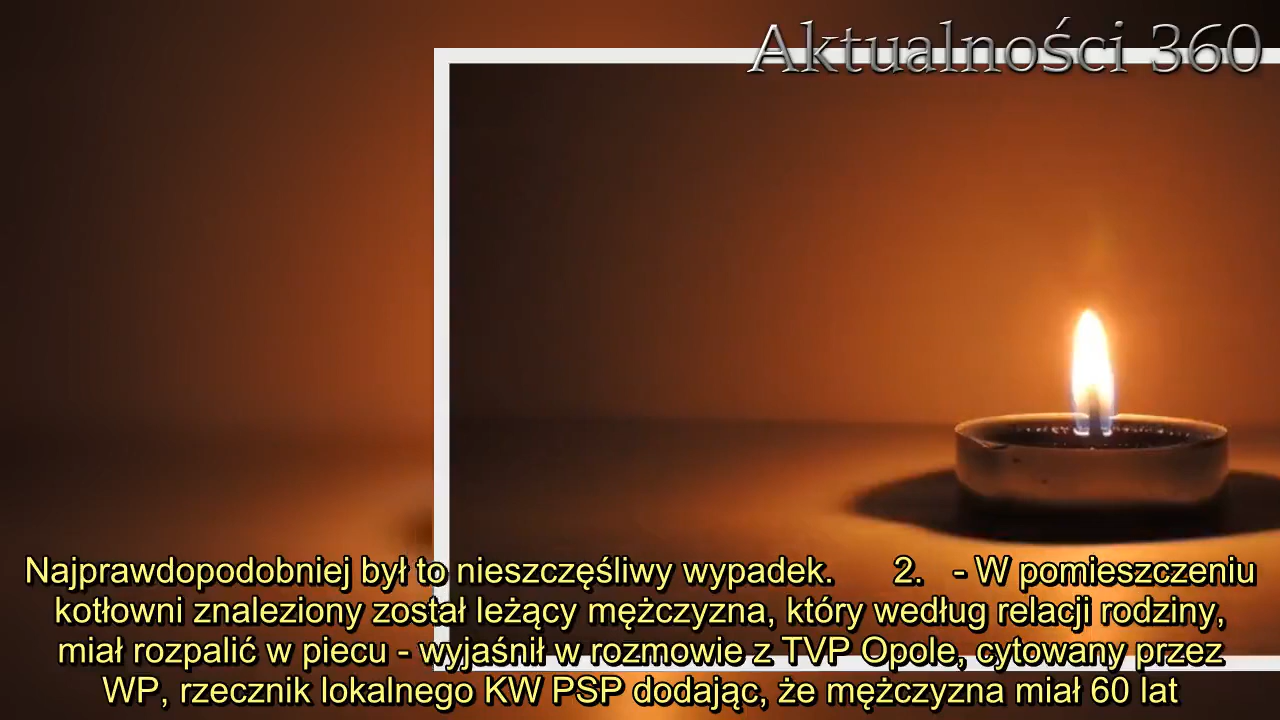 Aktualności 360
Najprawdopodobniej był to nieszczęśliwy wypadek. 2. - W pomieszczeniu
kotłowni znaleziony został leżący mężczyzna, który według relacji rodziny,
miał rozpalić w piecu - wyjaśnił w rozmowie z TVP Opole, cytowany przez
WP, rzecznik lokalnego KW PSP dodając, że mężczyzna miał 60 lat